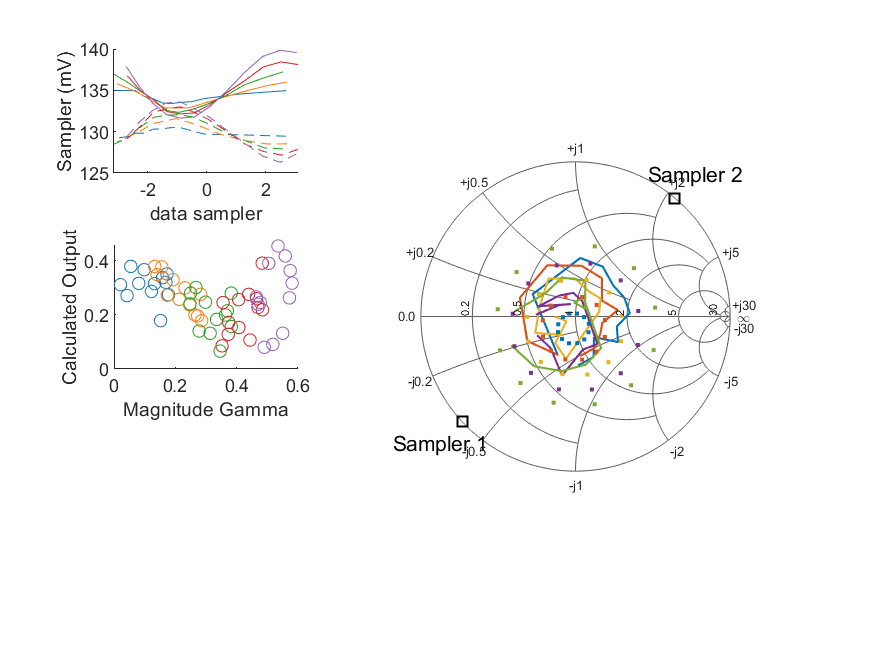 140
135
130
125
Sampler (mV)
-2
0
2
data sampler
0.4
0.2
0
Calculated Output
0
0.2
0.4
0.6
Magnitude Gamma
+j1
+j0.5
+j2
Sampler 2
+j0.2
+j5
0.0
0.2
0.5
1
2
5
30
+j30
∞
-j30
-j0.2
-j5
Sampler 1
-j0.5
-j2
-j1